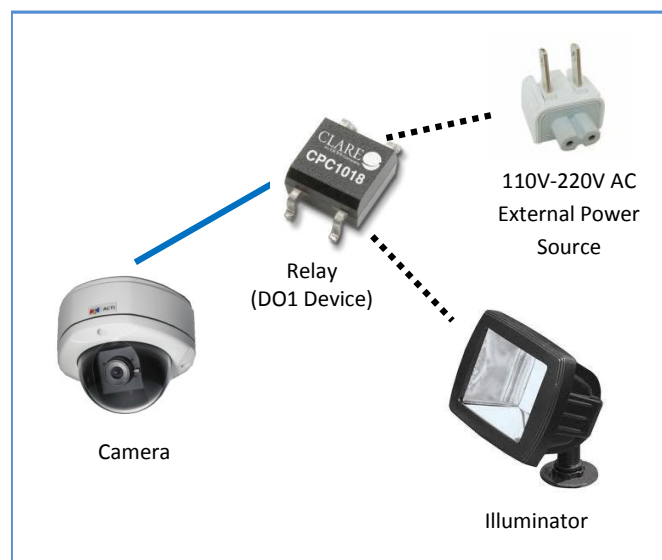 CLARE
CPC1018
110V-220V AC
External Power
Source
Relay
(DO1 Device)
ACTi
Camera
Illuminator